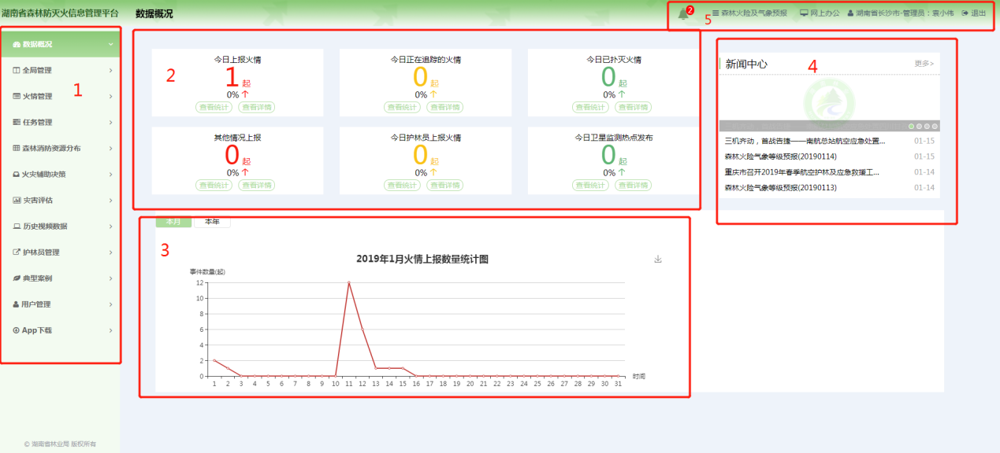 湖南省森林防灭火信息管理平台 数据概况
2
5
森林火险及气象预报 网上办公 湖南省长沙市-管理员：袁小伟 退出
数据概况
全局管理
火情管理
任务管理
森林消防资源分布
火灾辅助决策
灾害评估
历史视频数据
护林员管理
典型案例
用户管理
App下载
1
© 湖南省林业局 版权所有
2
今日上报火情
1 起
0% ↑
查看统计 查看详情
今日正在追踪的火情
0 起
0% ↑
查看统计 查看详情
今日已扑灭火情
0 起
0% ↑
查看统计 查看详情
其他情况上报
0 起
0% ↑
查看统计 查看详情
今日护林员上报火情
0 起
0% ↑
查看统计 查看详情
今日卫星监测热点发布
0 起
0% ↑
查看统计 查看详情
新闻中心 4 更多>
三机齐动，首战告捷——南航总站航空应急处置... 01-15
森林火险气象等级预报(20190114) 01-15
重庆市召开2019年春季航空护林及应急救援工... 01-14
森林火险气象等级预报(20190113) 01-14
本月 本年
3
2019年1月火情上报数量统计图
事件数量(起)
12
10
8
6
4
2
0
时间
1 2 3 4 5 6 7 8 9 10 11 12 13 14 15 16 17 18 19 20 21 22 23 24 25 26 27 28 29 30 31